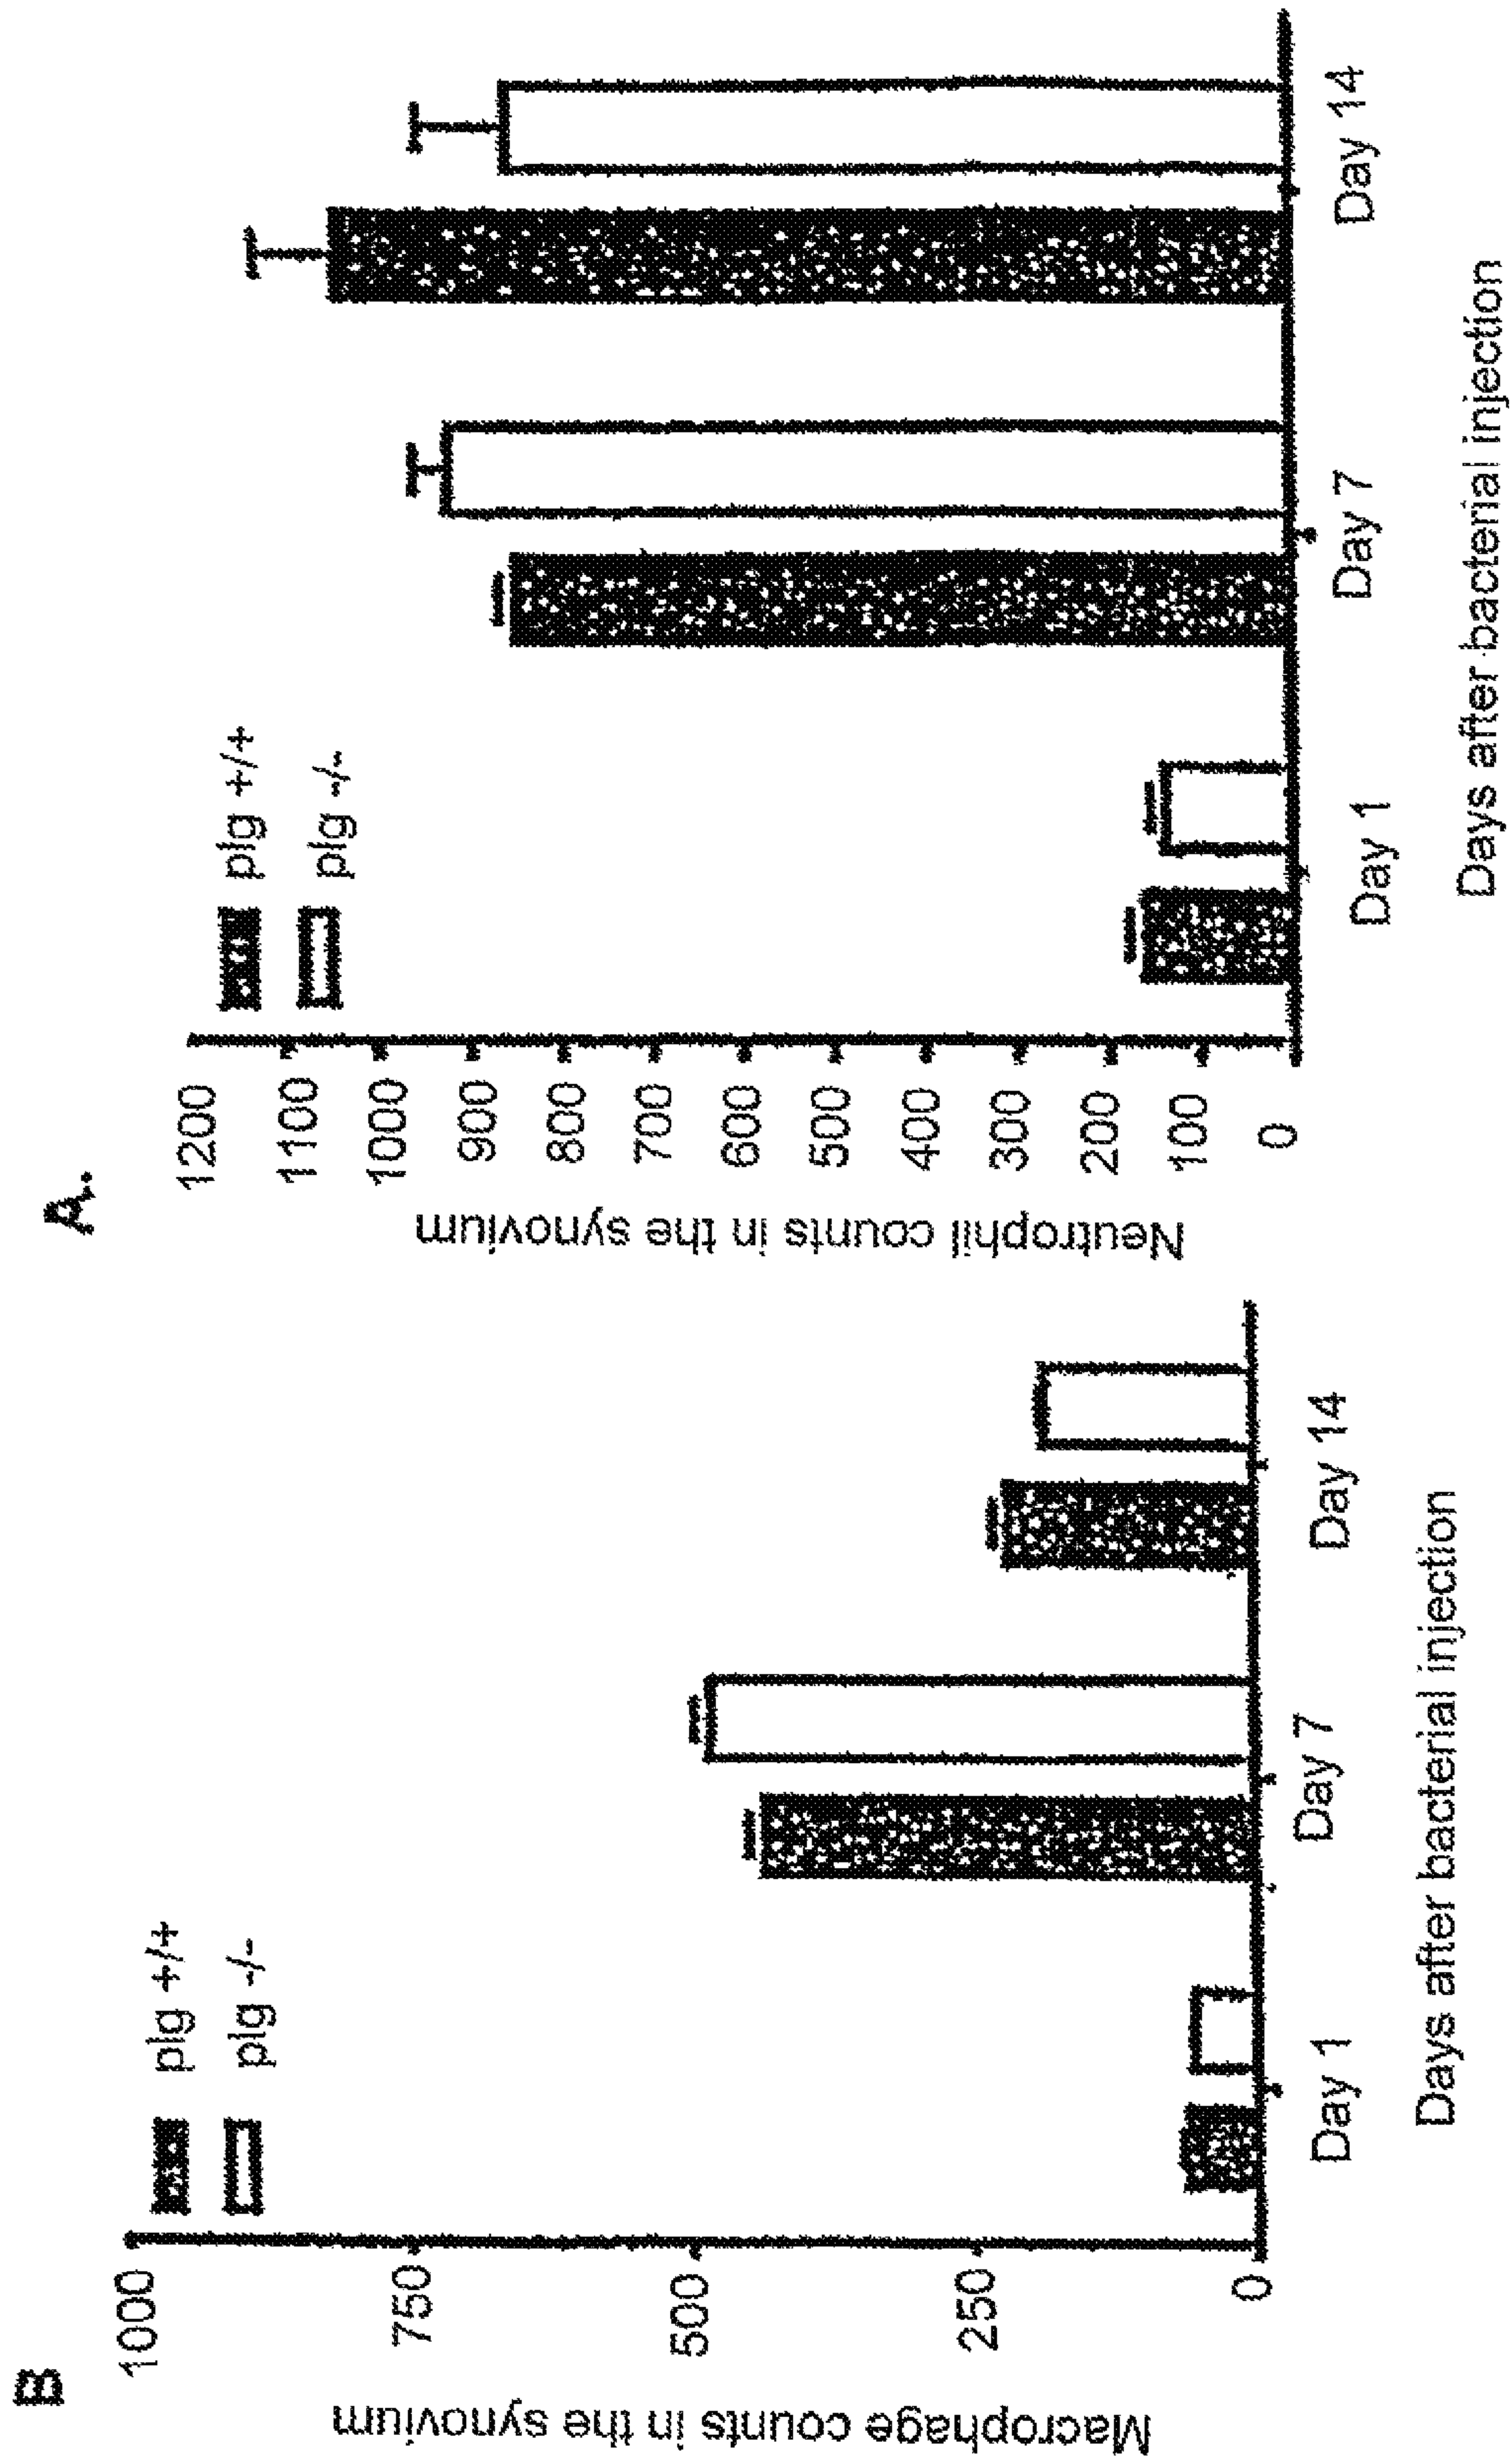 A.
Neutrophil counts in the synovium
1200
1100
1000
900
800
700
600
500
400
300
200
100
0
plg +/+
plg -/-
Day 1
Day 7
Day 14
Days after bacterial injection
B
Macrophage counts in the synovium
1000
750
500
250
0
plg +/+
plg -/-
Day 1
Day 7
Day 14
Days after bacterial injection